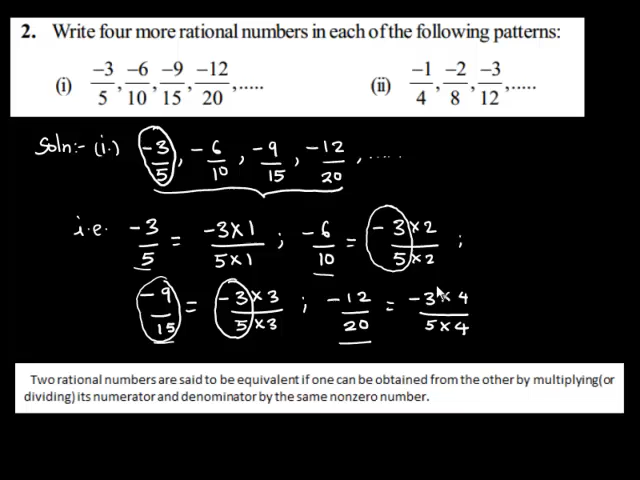 2. Write four more rational numbers in each of the following patterns:
(i) -3/5, -6/10, -9/15, -12/20, ..... (ii) -1/4, -2/8, -3/12, .....
Soln:- (i.) -3/5, -6/10, -9/15, -12/20, .....
i.e. -3/5 = -3×1/5×1 ; -6/10 = -3×2/5×2 ;
-9/15 = -3×3/5×3 ; -12/20 = -3×4/5×4
Two rational numbers are said to be equivalent if one can be obtained from the other by multiplying(or
dividing) its numerator and denominator by the same nonzero number.